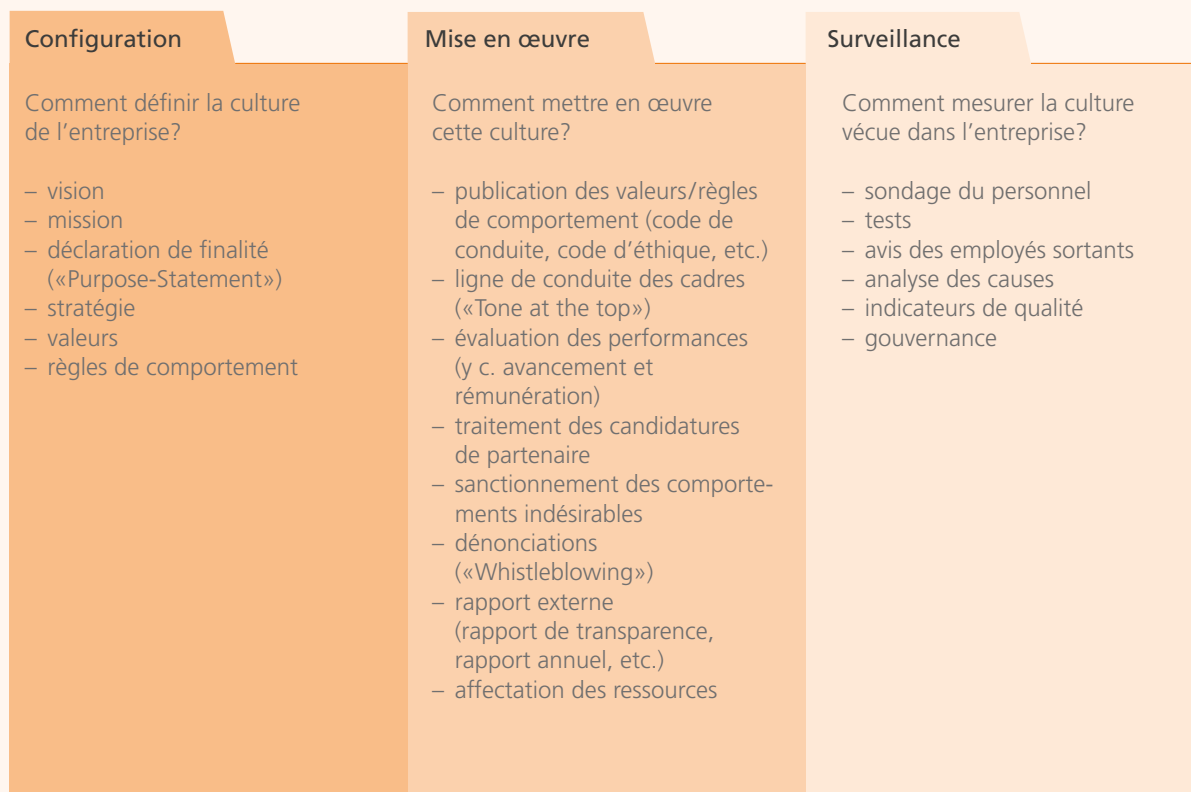 Configuration
Comment définir la culture
de l'entreprise?
– vision
– mission
– déclaration de finalité
(«Purpose-Statement»)
– stratégie
– valeurs
– règles de comportement
Mise en œuvre
Comment mettre en œuvre
cette culture?
– publication des valeurs/règles
de comportement (code de
conduite, code d'éthique, etc.)
– ligne de conduite des cadres
(«Tone at the top»)
– évaluation des performances
(y c. avancement et
rémunération)
– traitement des candidatures
de partenaire
– sanctionnement des comporte-
ments indésirables
– dénonciations
(«Whistleblowing»)
– rapport externe
(rapport de transparence,
rapport annuel, etc.)
– affectation des ressources
Surveillance
Comment mesurer la culture
vécue dans l'entreprise?
– sondage du personnel
– tests
– avis des employés sortants
– analyse des causes
– indicateurs de qualité
– gouvernance